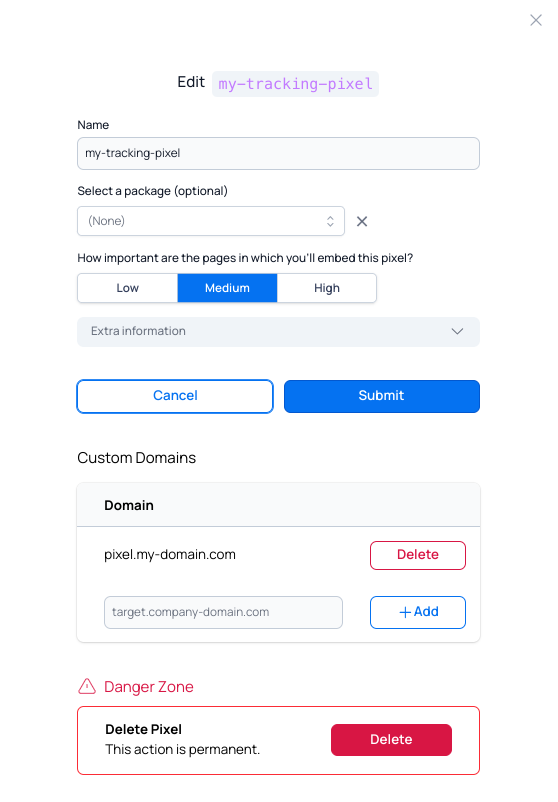 Edit my-tracking-pixel
Name
my-tracking-pixel
Select a package (optional)
(None)
How important are the pages in which you'll embed this pixel?
Low Medium High
Extra information
Cancel Submit
Custom Domains
Domain
pixel.my-domain.com Delete
target.company-domain.com Add
Danger Zone
Delete Pixel
This action is permanent.
Delete